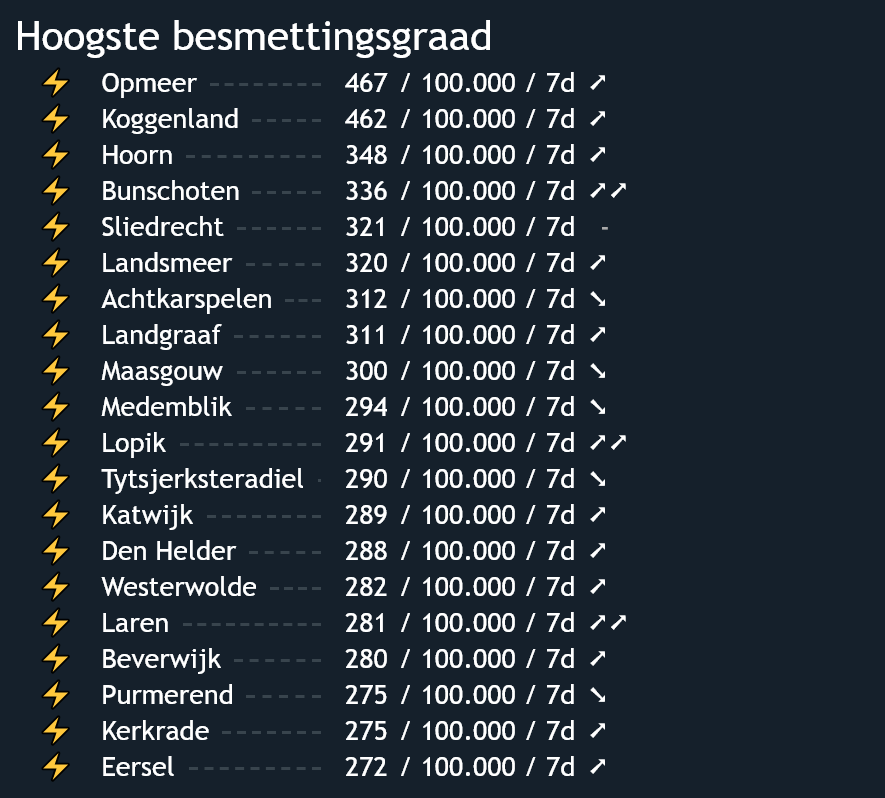 Hoogste besmettingsgraad
⚡ Opmeer -------- 467 / 100.000 / 7d ➚
⚡ Koggenland ----- 462 / 100.000 / 7d ➚
⚡ Hoorn ---------- 348 / 100.000 / 7d ➚
⚡ Bunschoten ----- 336 / 100.000 / 7d ➚➚
⚡ Sliedrecht ------ 321 / 100.000 / 7d -
⚡ Landsmeer ----- 320 / 100.000 / 7d ➚
⚡ Achtkarspelen --- 312 / 100.000 / 7d ➘
⚡ Landgraaf ------ 311 / 100.000 / 7d ➚
⚡ Maasgouw ------ 300 / 100.000 / 7d ➘
⚡ Medemblik ----- 294 / 100.000 / 7d ➘
⚡ Lopik ---------- 291 / 100.000 / 7d ➚➚
⚡ Tytsjerksteradiel - 290 / 100.000 / 7d ➘
⚡ Katwijk -------- 289 / 100.000 / 7d ➚
⚡ Den Helder ----- 288 / 100.000 / 7d ➚
⚡ Westerwolde ---- 282 / 100.000 / 7d ➚
⚡ Laren ---------- 281 / 100.000 / 7d ➚➚
⚡ Beverwijk ------ 280 / 100.000 / 7d ➚
⚡ Purmerend ----- 275 / 100.000 / 7d ➘
⚡ Kerkrade ------- 275 / 100.000 / 7d ➚
⚡ Eersel --------- 272 / 100.000 / 7d ➚